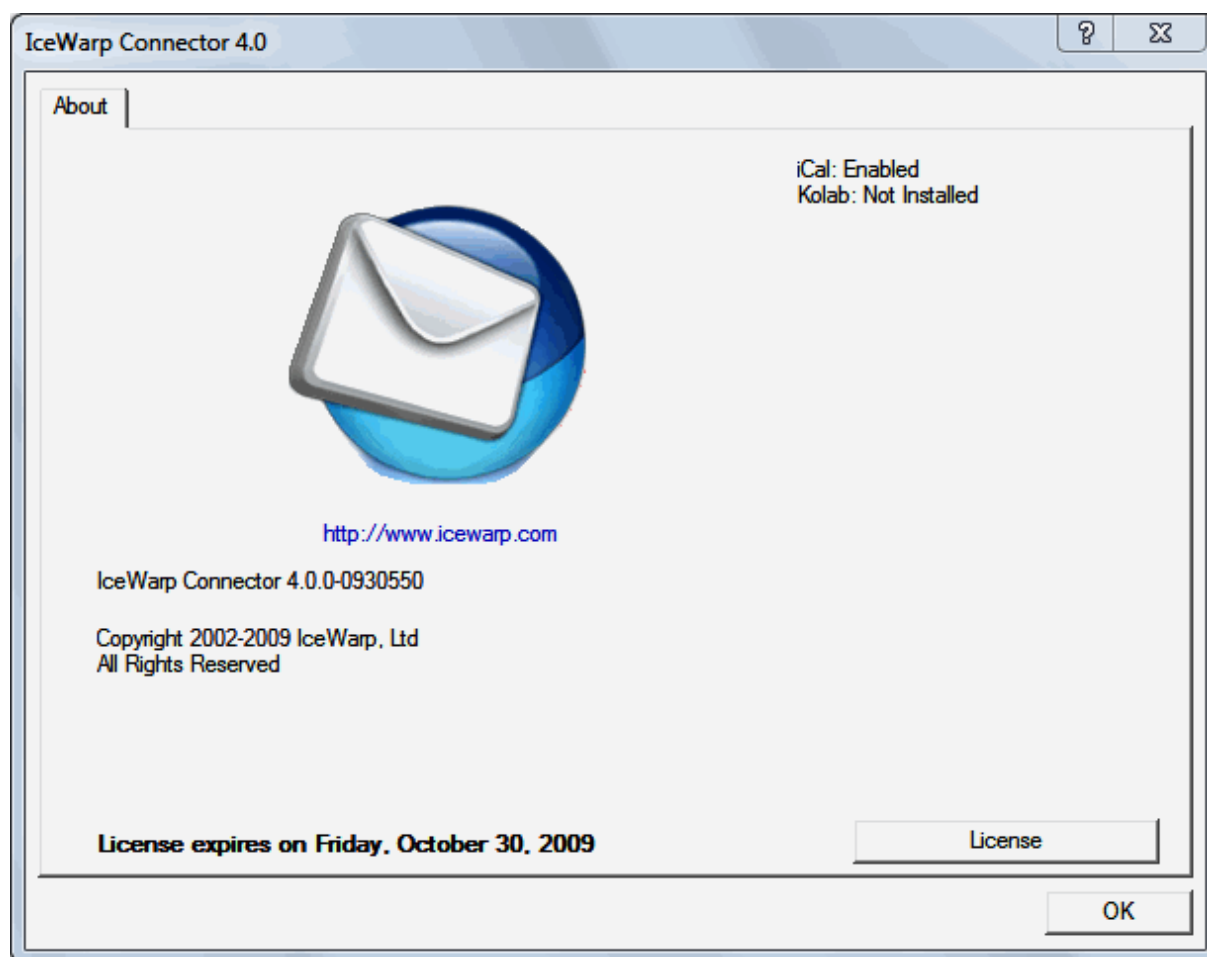 IceWarp Connector 4.0
About
iCal: Enabled
Kolab: Not Installed
http://www.icewarp.com
IceWarp Connector 4.0.0-0930550
Copyright 2002-2009 IceWarp, Ltd
All Rights Reserved
License expires on Friday, October 30, 2009
License
OK